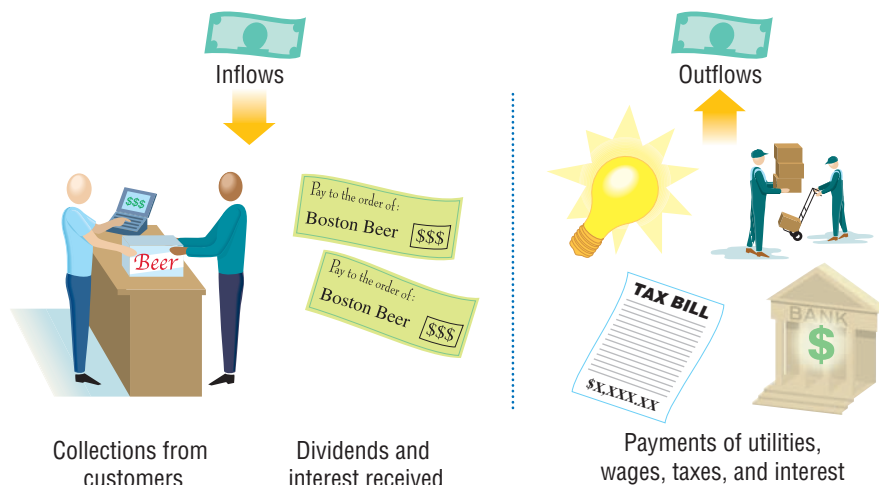 Inflows
$$$
Beer
Pay to the order of:
Boston Beer $$$
Pay to the order of:
Boston Beer $$$
Collections from
customers
Dividends and
interest received
Outflows
TAX BILL
$X,XXX.XX
BANK
$
Payments of utilities,
wages, taxes, and interest